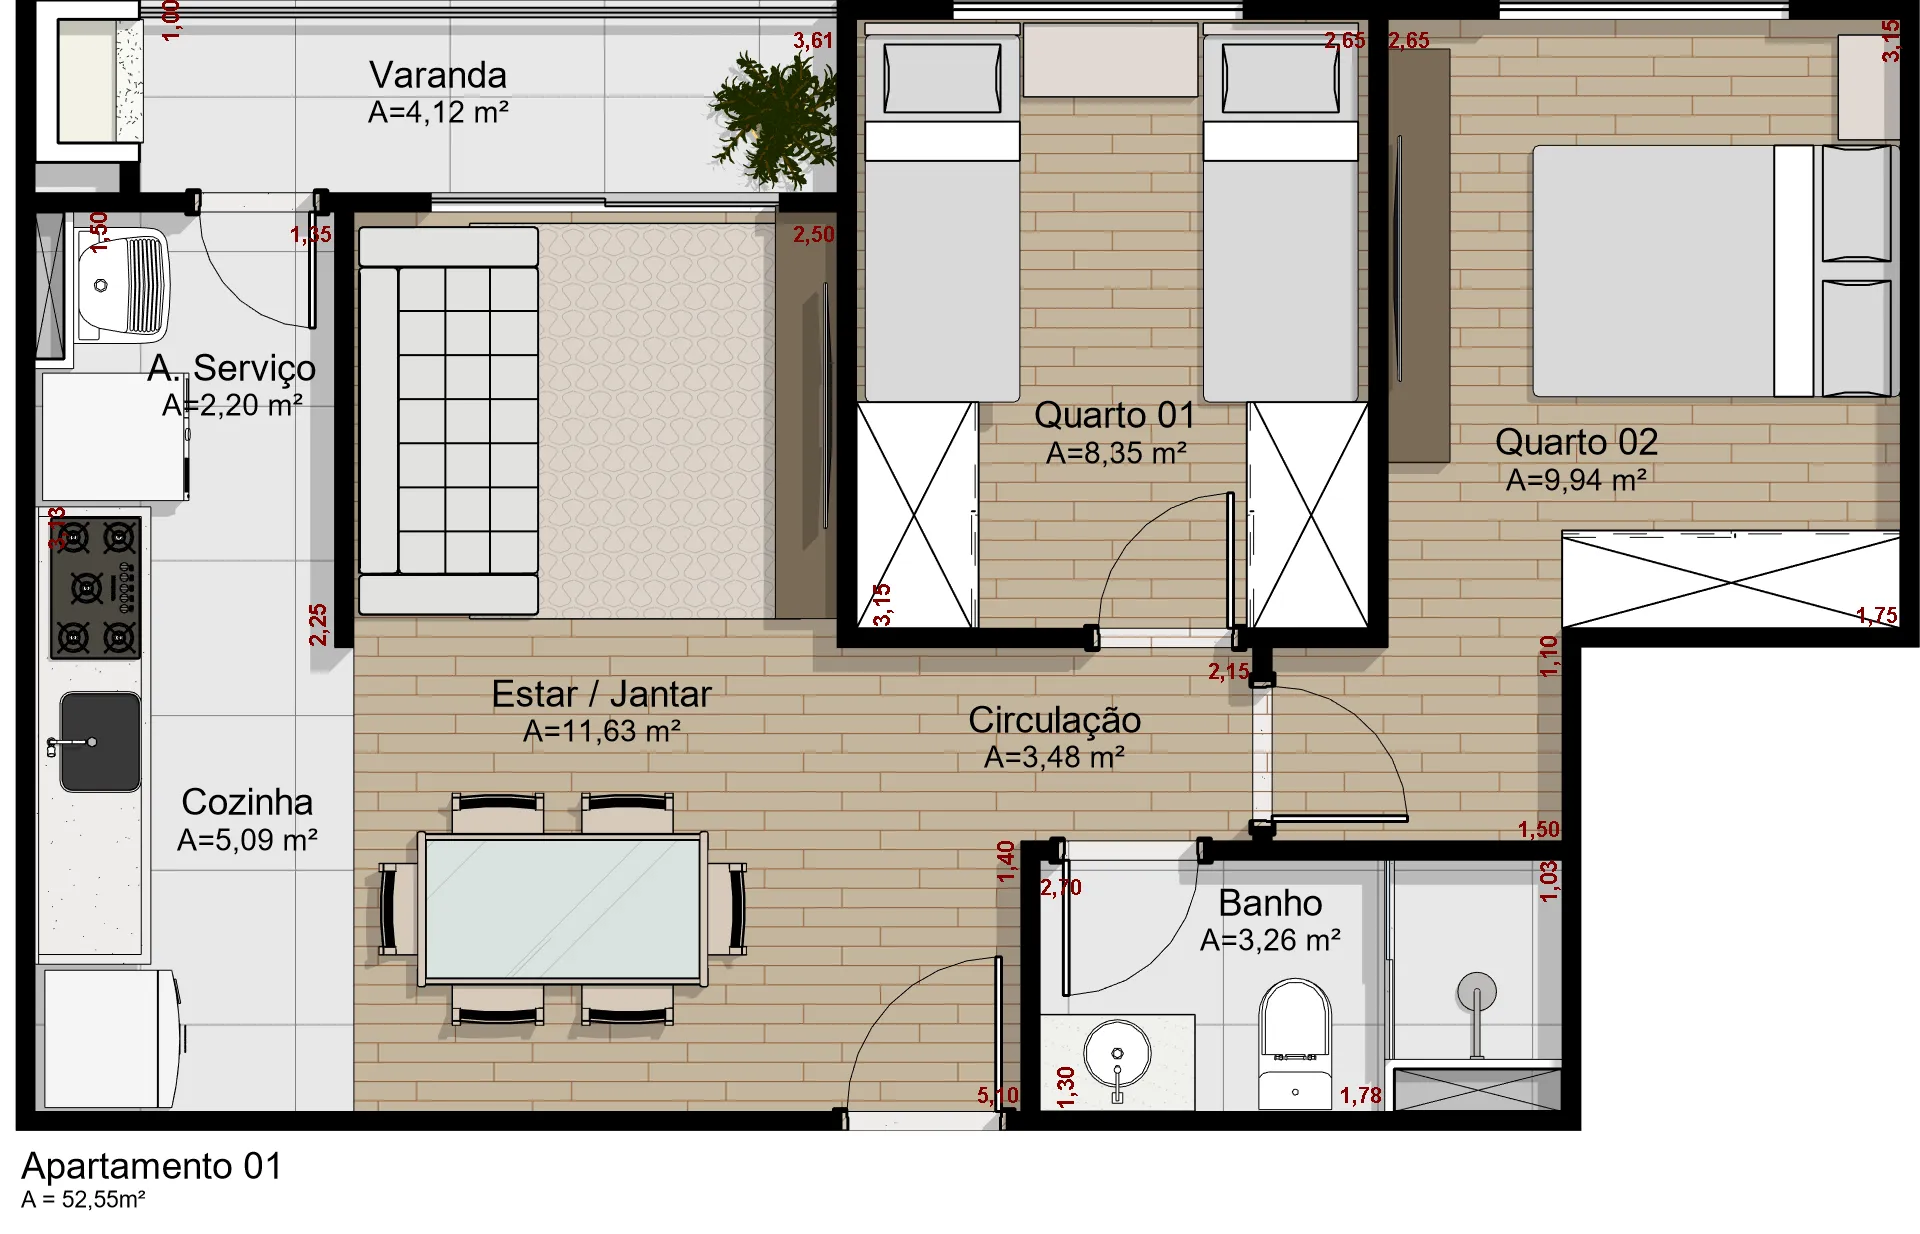 1,00
3,61
2,65
2,65
3,15
Varanda
A=4,12 m²
1,50
1,35
2,50
A. Serviço
A=2,20 m²
Quarto 01
A=8,35 m²
Quarto 02
A=9,94 m²
3,13
2,25
3,15
1,75
1,10
2,15
Estar / Jantar
A=11,63 m²
Circulação
A=3,48 m²
Cozinha
A=5,09 m²
1,50
1,40
2,70
1,03
Banho
A=3,26 m²
5,10
1,30
1,78
Apartamento 01
A = 52,55m²